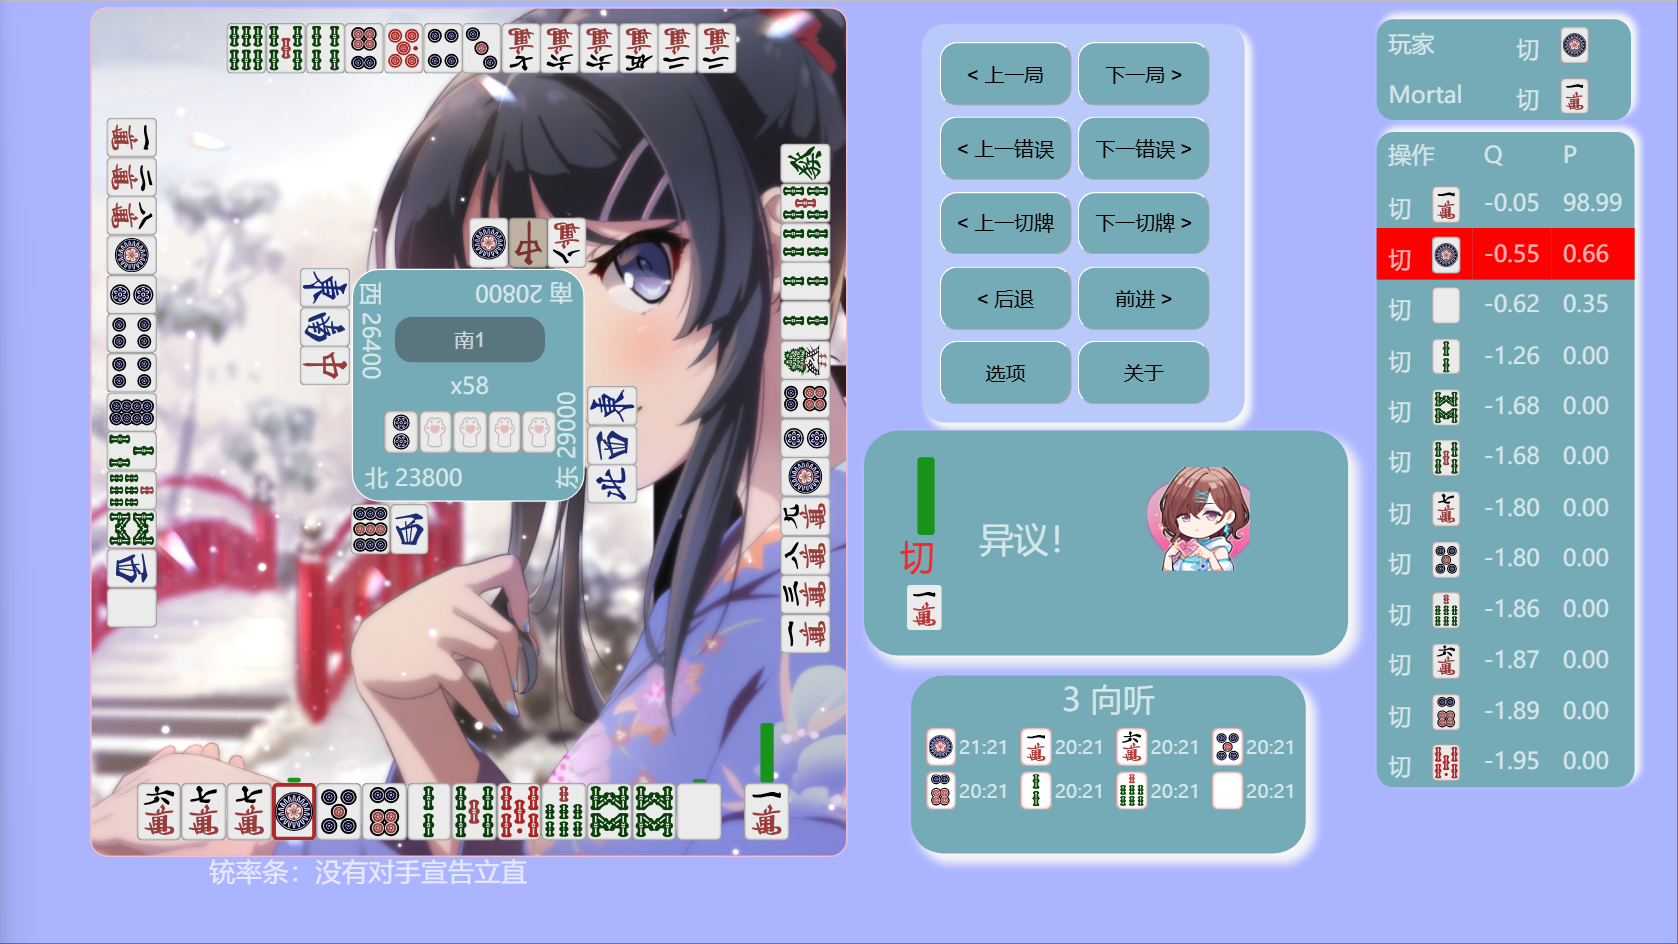 南 20800
西 26400
南1
x58
东 29000
北 23800
铳率条：没有对手宣告立直
< 上一局
下一局 >
< 上一错误
下一错误 >
< 上一切牌
下一切牌 >
< 后退
前进 >
选项
关于
切
异议！
3 向听
21:21
20:21
20:21
20:21
20:21
20:21
20:21
20:21
玩家 切
Mortal 切
操作 Q P
切 -0.05 98.99
切 -0.55 0.66
切 -0.62 0.35
切 -1.26 0.00
切 -1.68 0.00
切 -1.68 0.00
切 -1.80 0.00
切 -1.80 0.00
切 -1.86 0.00
切 -1.87 0.00
切 -1.89 0.00
切 -1.95 0.00